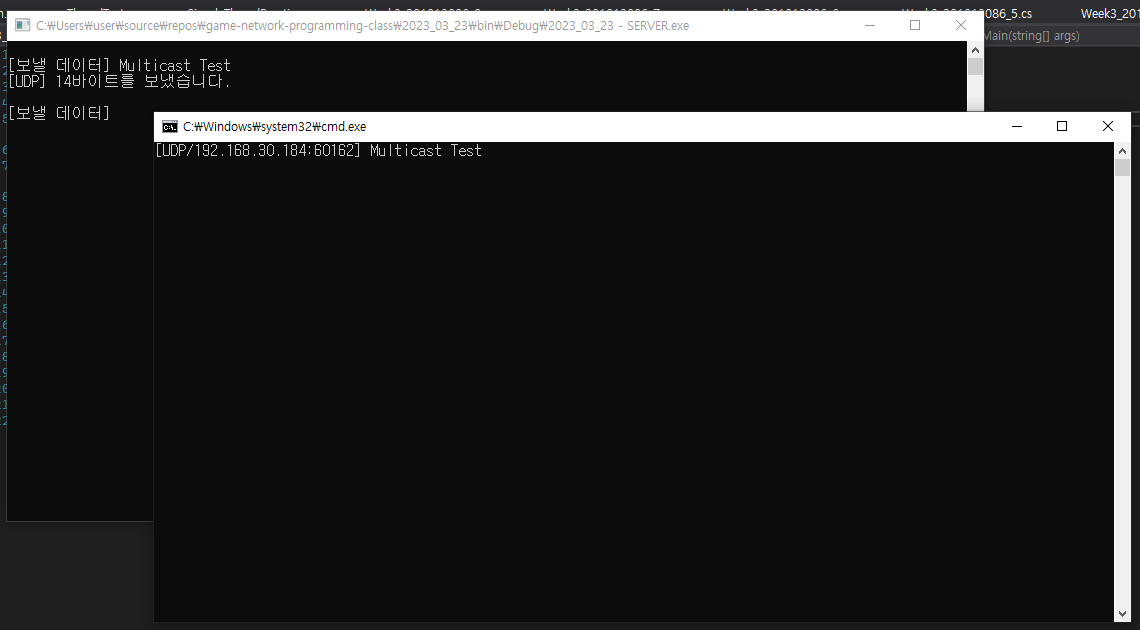 C:₩Users₩user₩source₩repos₩game-network-programming-class₩2023_03_23₩bin₩Debug₩2023_03_23 - SERVER.exe
086_5.cs
Week3_201
Main(string[] args)
[보낼 데이터] Multicast Test
[UDP] 14바이트를 보냈습니다.
[보낼 데이터]
C:₩Windows₩system32₩cmd.exe
[UDP/192.168.30.184:60162] Multicast Test